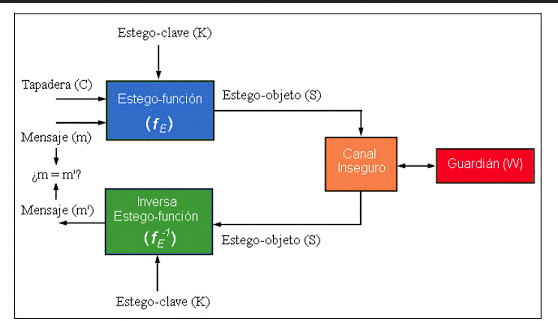 Estego-clave (K)
Tapadera (C)
Estego-función
(fE)
Estego-objeto (S)
Mensaje (m)
¿m = m'?
Canal
Inseguro
Guardián (W)
Mensaje (m')
Inversa
Estego-función
(fE-1)
Estego-objeto (S)
Estego-clave (K)